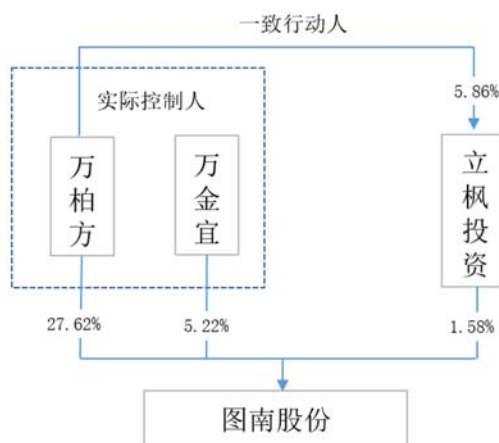 一致行动人
实际控制人
5.86%
万柏方
万金宜
立枫投资
27.62%
5.22%
1.58%
图南股份